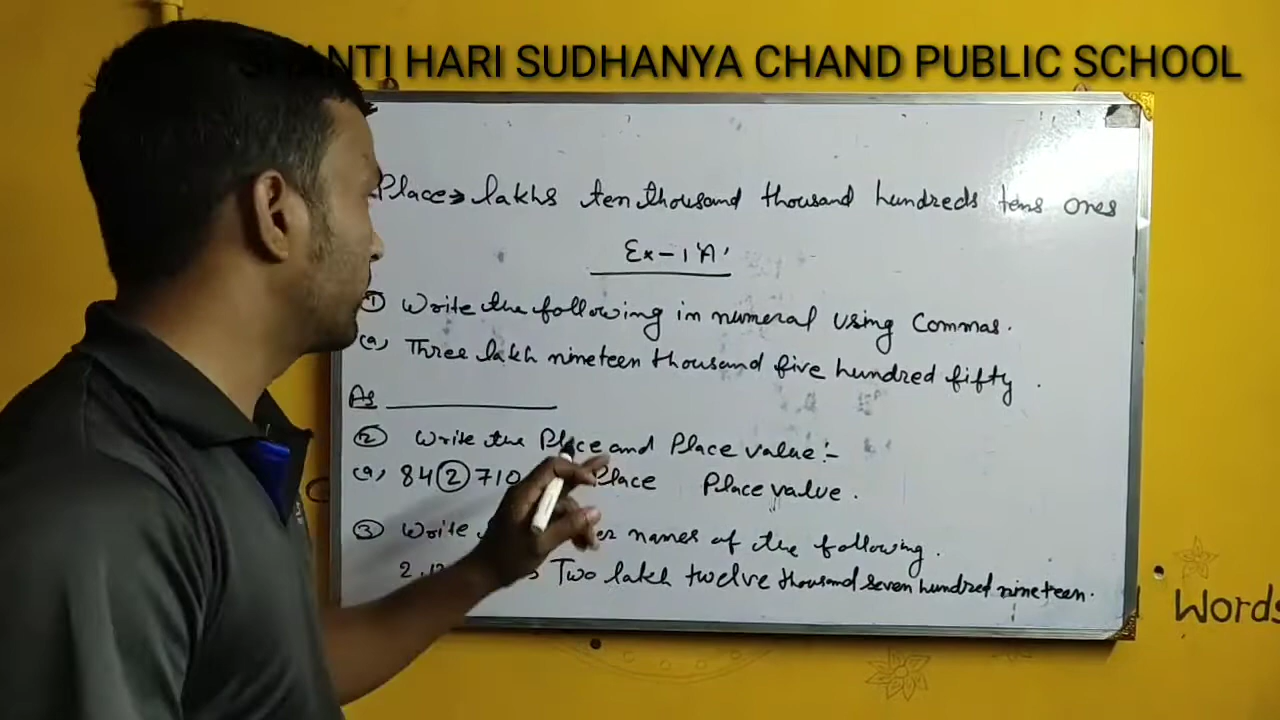 HARI SUDHANYA CHAND PUBLIC SCHOOL
Place → lakhs ten thousand thousand hundreds tens ones
Ex-1 'A'
① Write the following in numeral using Commas.
(a) Three lakh nineteen thousand five hundred fifty .
As
② Write the Place and Place value :-
(a) 84②710 Place Place value .
③ Write names of the following .
Two lakh twelve thousand seven hundred nineteen.
Words